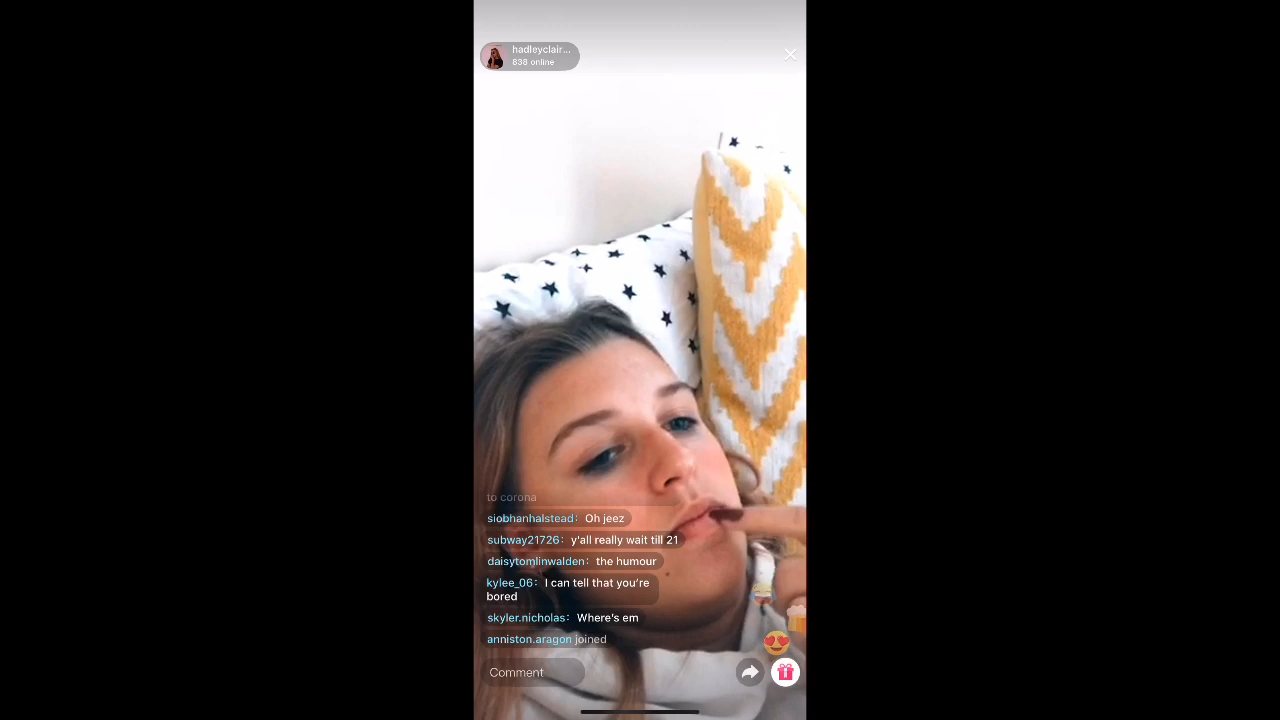 hadleyclair...
838 online
to corona
siobhanhalstead: Oh jeez
subway21726: y'all really wait till 21
daisytomlinwalden: the humour
kylee_06: I can tell that you're
bored
skyler.nicholas: Where's em
anniston.aragon joined
Comment